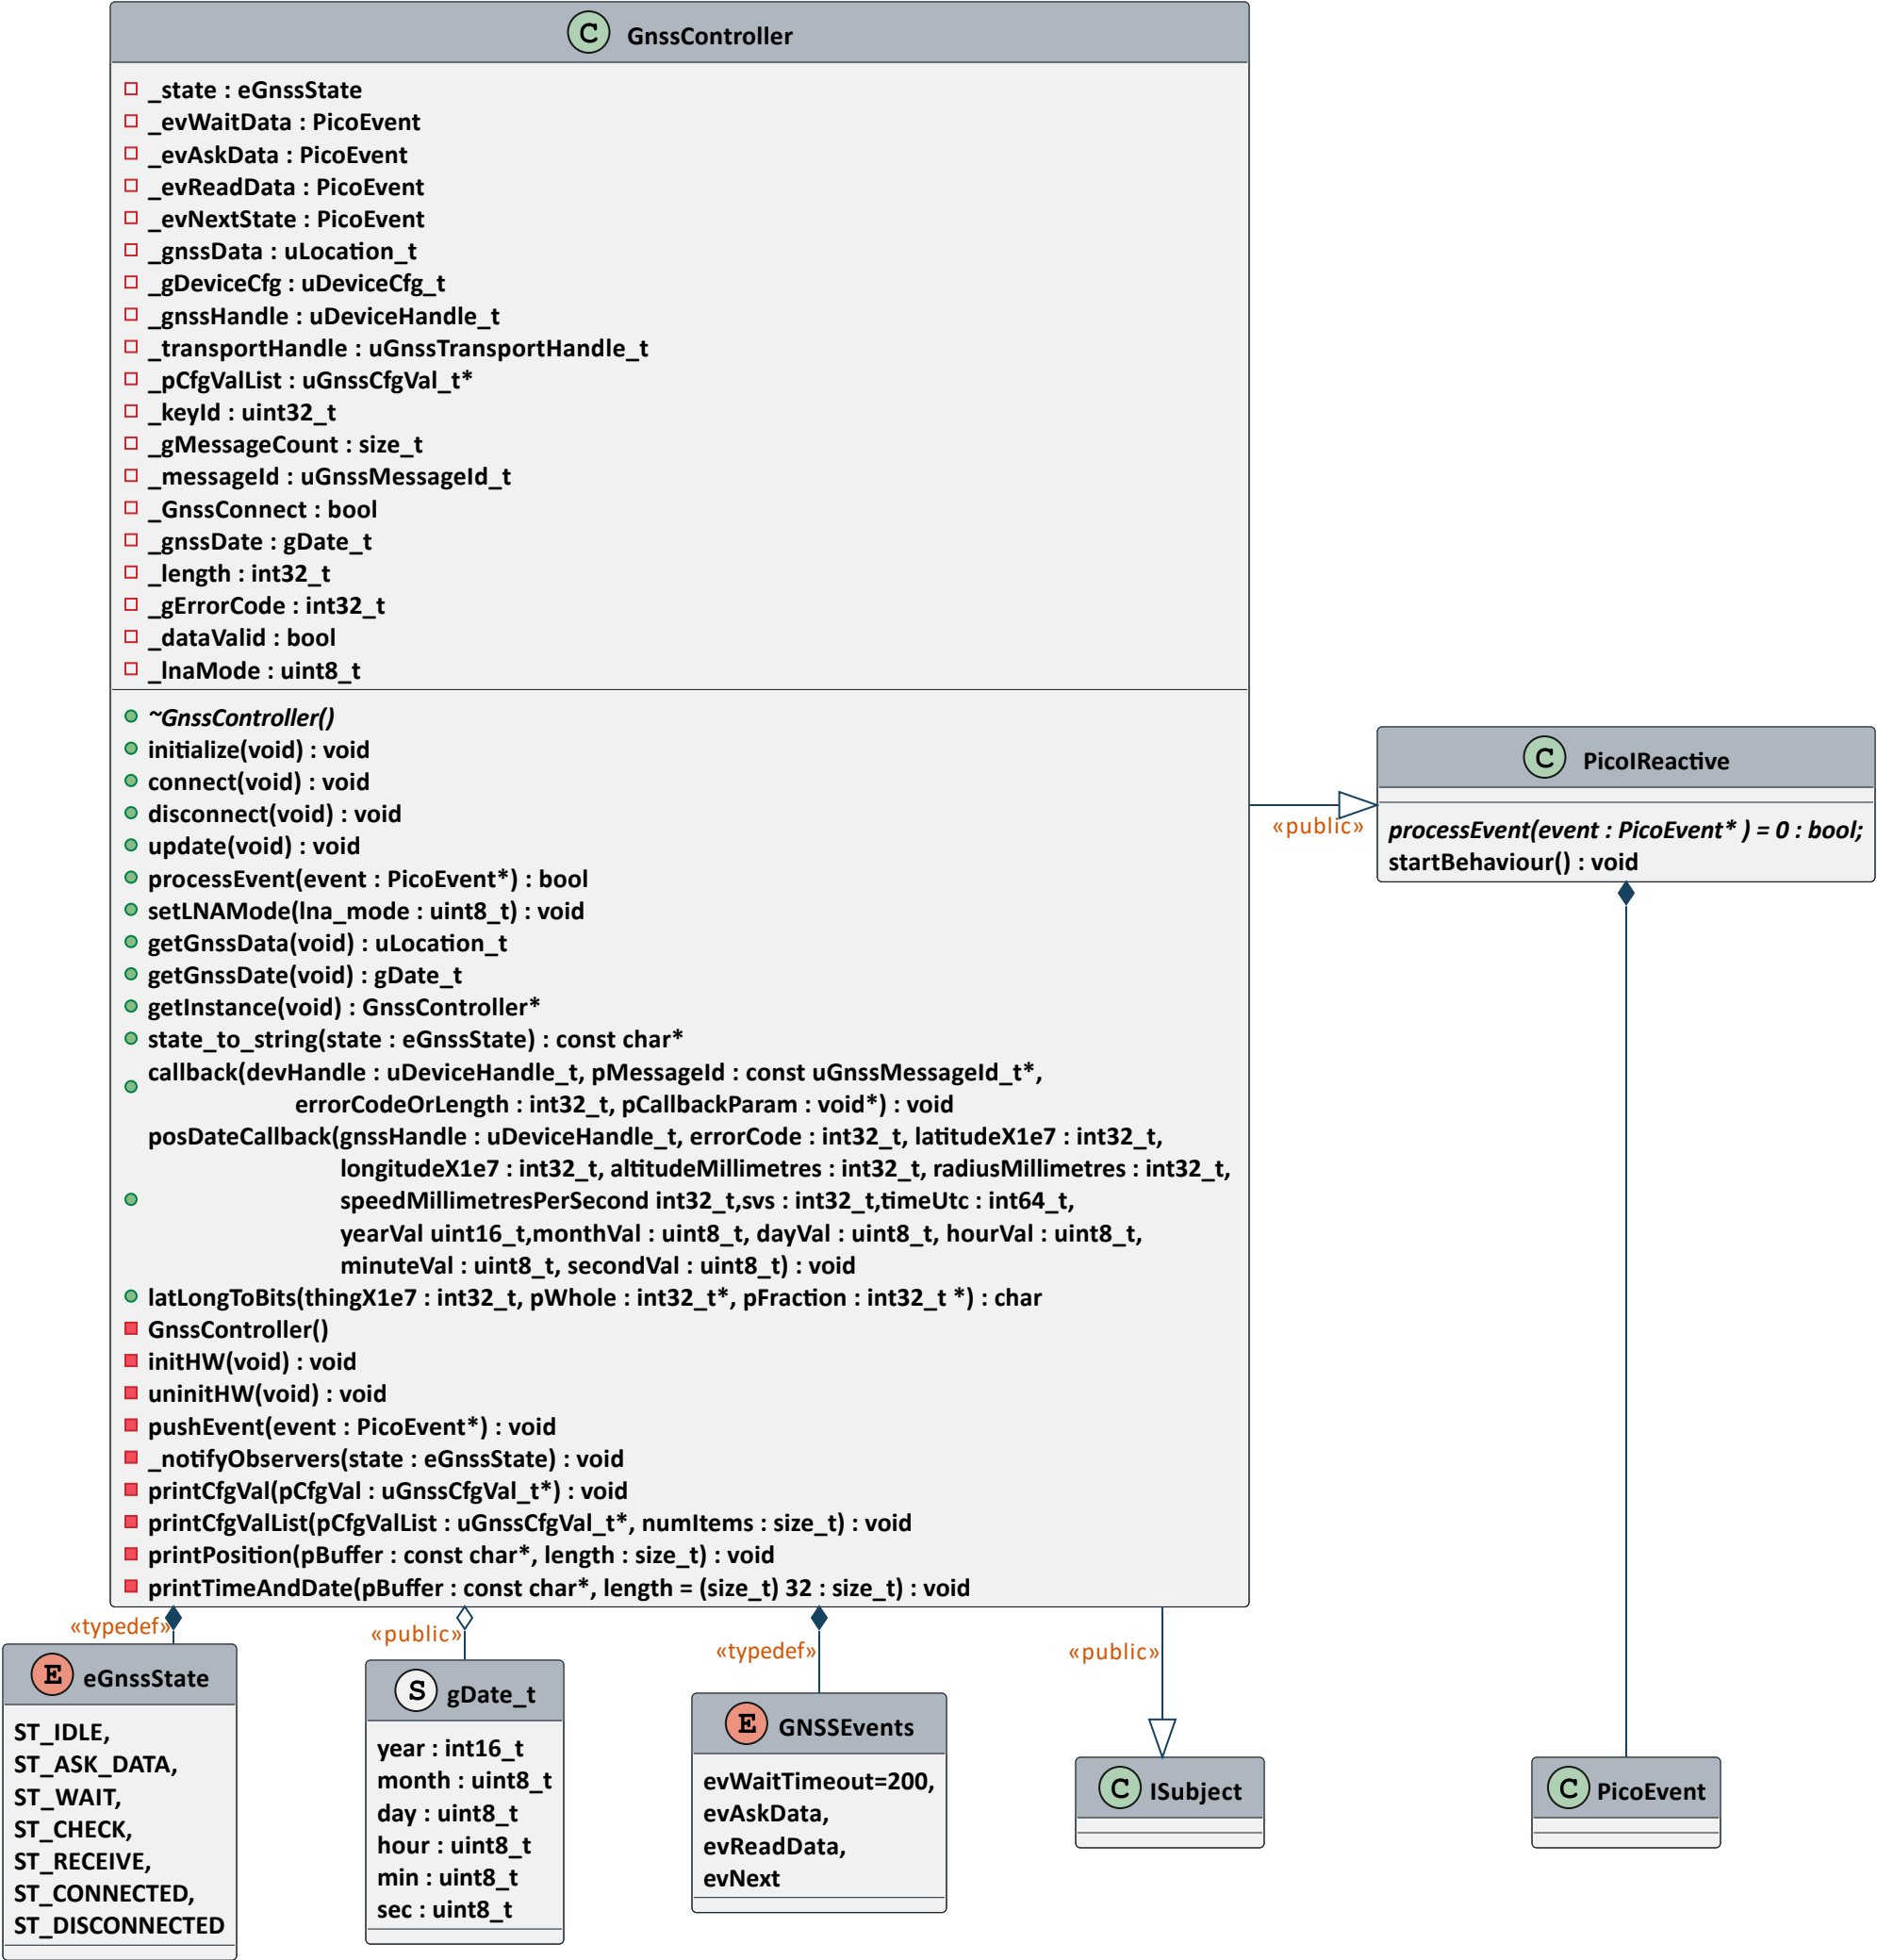 C GnssController
_state : eGnssState
_evWaitData : PicoEvent
_evAskData : PicoEvent
_evReadData : PicoEvent
_evNextState : PicoEvent
_gnssData : uLocation_t
_gDeviceCfg : uDeviceCfg_t
_gnssHandle : uDeviceHandle_t
_transportHandle : uGnssTransportHandle_t
_pCfgValList : uGnssCfgVal_t*
_keyId : uint32_t
_gMessageCount : size_t
_messageId : uGnssMessageId_t
_GnssConnect : bool
_gnssDate : gDate_t
_length : int32_t
_gErrorCode : int32_t
_dataValid : bool
_lnaMode : uint8_t
~GnssController()
initialize(void) : void
connect(void) : void
disconnect(void) : void
update(void) : void
processEvent(event : PicoEvent*) : bool
setLNAMode(lna_mode : uint8_t) : void
getGnssData(void) : uLocation_t
getGnssDate(void) : gDate_t
getInstance(void) : GnssController*
state_to_string(state : eGnssState) : const char*
callback(devHandle : uDeviceHandle_t, pMessageId : const uGnssMessageId_t*,
errorCodeOrLength : int32_t, pCallbackParam : void*) : void
posDateCallback(gnssHandle : uDeviceHandle_t, errorCode : int32_t, latitudeX1e7 : int32_t,
longitudeX1e7 : int32_t, altitudeMillimetres : int32_t, radiusMillimetres : int32_t,
speedMillimetresPerSecond int32_t,svs : int32_t,timeUtc : int64_t,
yearVal uint16_t,monthVal : uint8_t, dayVal : uint8_t, hourVal : uint8_t,
minuteVal : uint8_t, secondVal : uint8_t) : void
latLongToBits(thingX1e7 : int32_t, pWhole : int32_t*, pFraction : int32_t *) : char
GnssController()
initHW(void) : void
uninitHW(void) : void
pushEvent(event : PicoEvent*) : void
_notifyObservers(state : eGnssState) : void
printCfgVal(pCfgVal : uGnssCfgVal_t*) : void
printCfgValList(pCfgValList : uGnssCfgVal_t*, numItems : size_t) : void
printPosition(pBuffer : const char*, length : size_t) : void
printTimeAndDate(pBuffer : const char*, length = (size_t) 32 : size_t) : void
«public»
C PicoIReactive
processEvent(event : PicoEvent* ) = 0 : bool;
startBehaviour() : void
«typedef»
E eGnssState
ST_IDLE,
ST_ASK_DATA,
ST_WAIT,
ST_CHECK,
ST_RECEIVE,
ST_CONNECTED,
ST_DISCONNECTED
«public»
S gDate_t
year : int16_t
month : uint8_t
day : uint8_t
hour : uint8_t
min : uint8_t
sec : uint8_t
«typedef»
E GNSSEvents
evWaitTimeout=200,
evAskData,
evReadData,
evNext
«public»
C ISubject
C PicoEvent